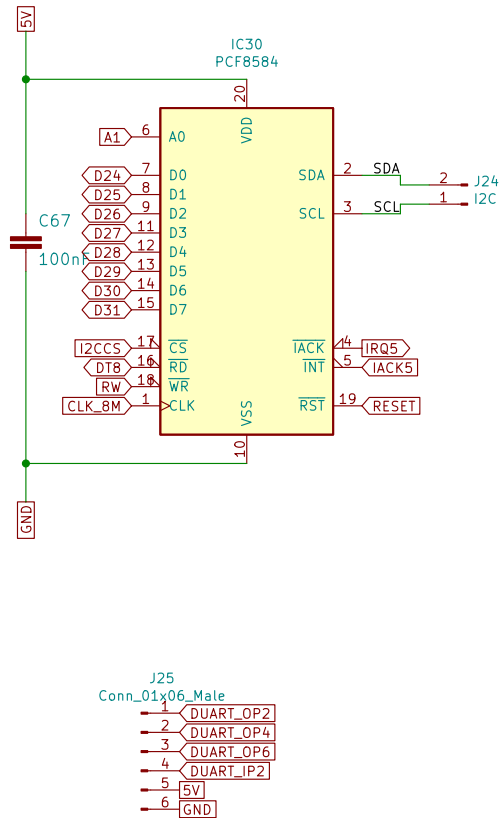 5V
IC30
PCF8584
20
VDD
A1 6 A0
D24 7 D0
D25 8 D1
D26 9 D2
D27 11 D3
D28 12 D4
D29 13 D5
D30 14 D6
D31 15 D7
SDA 2 SDA
2 J24
SCL 3 SCL
1 I2C
C67
100nF
I2CCS 17 CS
DT8 16 RD
RW 18 WR
CLK_8M 1 CLK
IACK 4 IRQ5
INT 5 IACK5
RST 19 RESET
VSS
10
GND
J25
Conn_01x06_Male
1 DUART_OP2
2 DUART_OP4
3 DUART_OP6
4 DUART_IP2
5 5V
6 GND